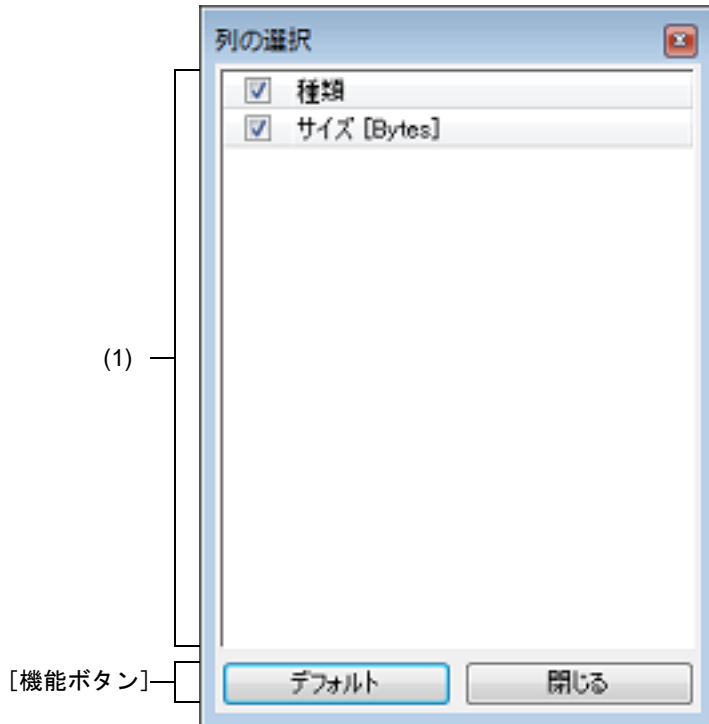 列の選択
種類
サイズ [Bytes]
(1)
[機能ボタン]
デフォルト
閉じる